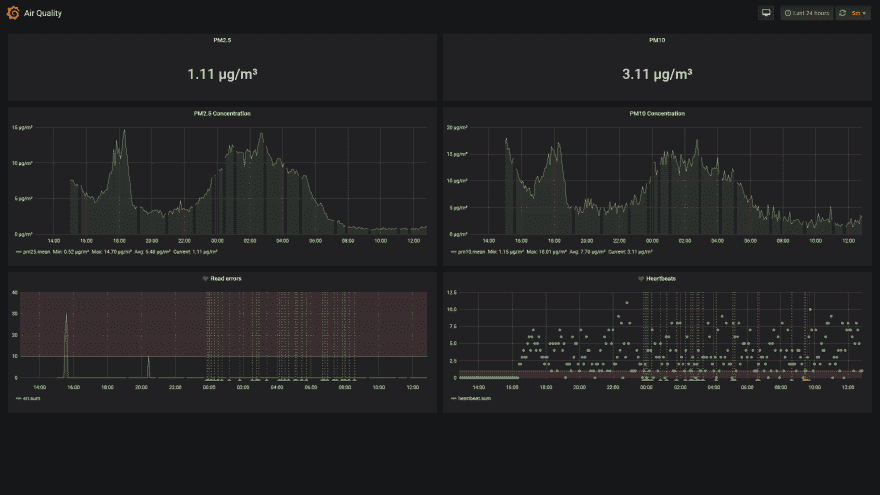 Air Quality
Last 24 hours
5m
PM2.5
PM10
1.11 µg/m³
3.11 µg/m³
PM2.5 Concentration
15 µg/m³
10 µg/m³
5 µg/m³
0 µg/m³
14:00 16:00 18:00 20:00 22:00 00:00 02:00 04:00 06:00 08:00 10:00 12:00
pm25.mean Min: 0.52 µg/m³ Max: 14.70 µg/m³ Avg: 5.48 µg/m³ Current: 1.11 µg/m³
PM10 Concentration
20 µg/m³
15 µg/m³
10 µg/m³
5 µg/m³
0 µg/m³
14:00 16:00 18:00 20:00 22:00 00:00 02:00 04:00 06:00 08:00 10:00 12:00
pm10.mean Min: 1.15 µg/m³ Max: 18.01 µg/m³ Avg: 7.70 µg/m³ Current: 3.11 µg/m³
Read errors
40
30
20
10
0
14:00 16:00 18:00 20:00 22:00 00:00 02:00 04:00 06:00 08:00 10:00 12:00
err.sum
Heartbeats
12.5
10.0
7.5
5.0
2.5
0
14:00 16:00 18:00 20:00 22:00 00:00 02:00 04:00 06:00 08:00 10:00 12:00
heartbeat.sum